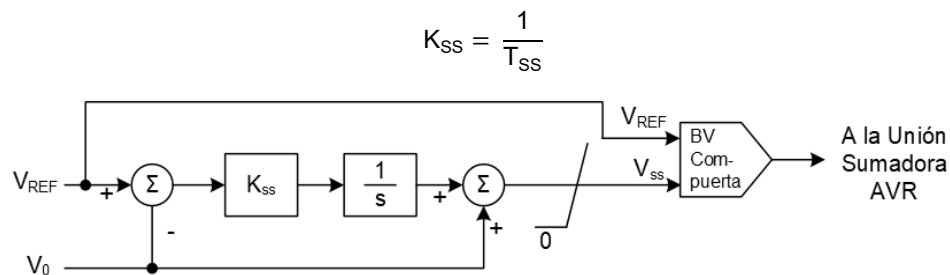 K_SS = 1/T_SS
V_REF
+
Σ
-
K_ss
1/s
+
Σ
+
0
V_REF
V_ss
BV
Com-
puerta
A la Unión
Sumadora
AVR
V_0